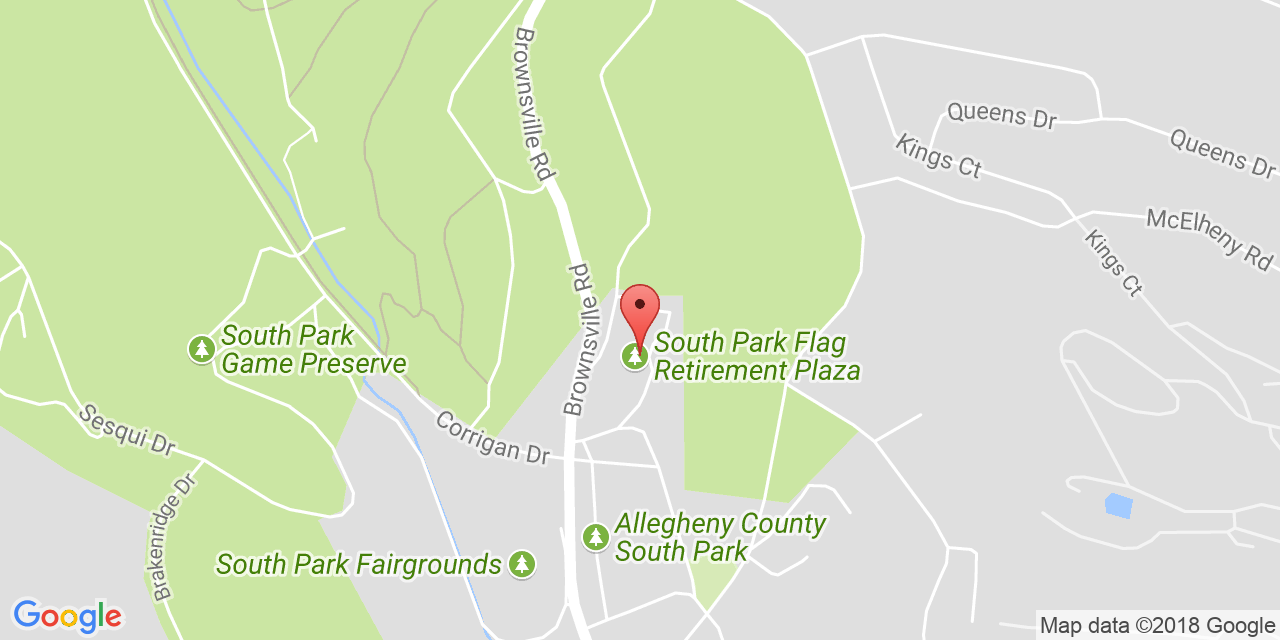 Brownsville Rd
Queens Dr
Queens Dr
Kings Ct
McElheny Rd
Kings Ct
Brownsville Rd
South Park
Game Preserve
South Park Flag
Retirement Plaza
Sesqui Dr
Corrigan Dr
Brakenridge Dr
Allegheny County
South Park
South Park Fairgrounds
Google
Map data ©2018 Google